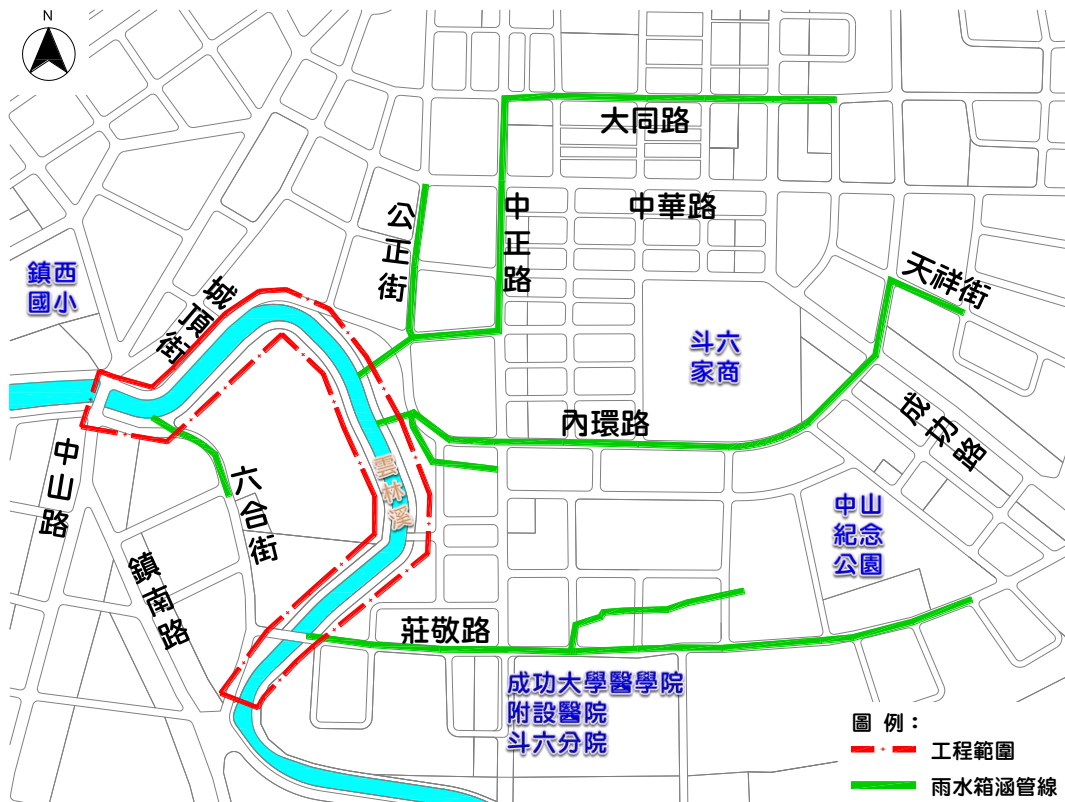 N
大同路
中華路
中正路
公正街
天祥街
鎮西
國小
城頂街
斗六
家商
成功路
內環路
中山路
六合街
雲林溪
中山
紀念
公園
鎮南路
莊敬路
成功大學醫學院
附設醫院
斗六分院
圖 例：
工程範圍
雨水箱涵管線